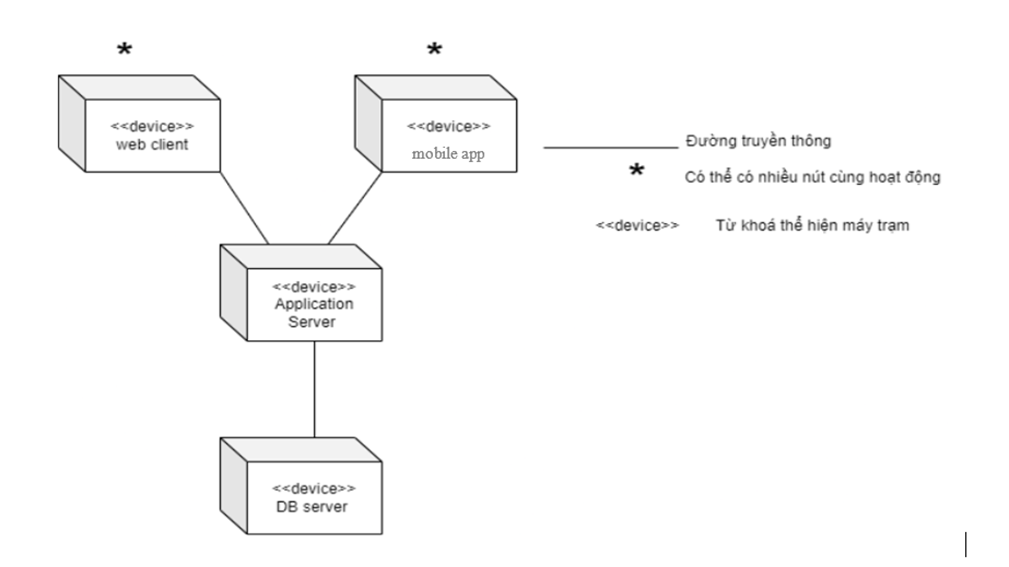 *
*
<<device>>
web client
<<device>>
mobile app
Đường truyền thông
*
Có thể có nhiều nút cùng hoạt động
<<device>>
Từ khoá thể hiện máy trạm
<<device>>
Application
Server
<<device>>
DB server